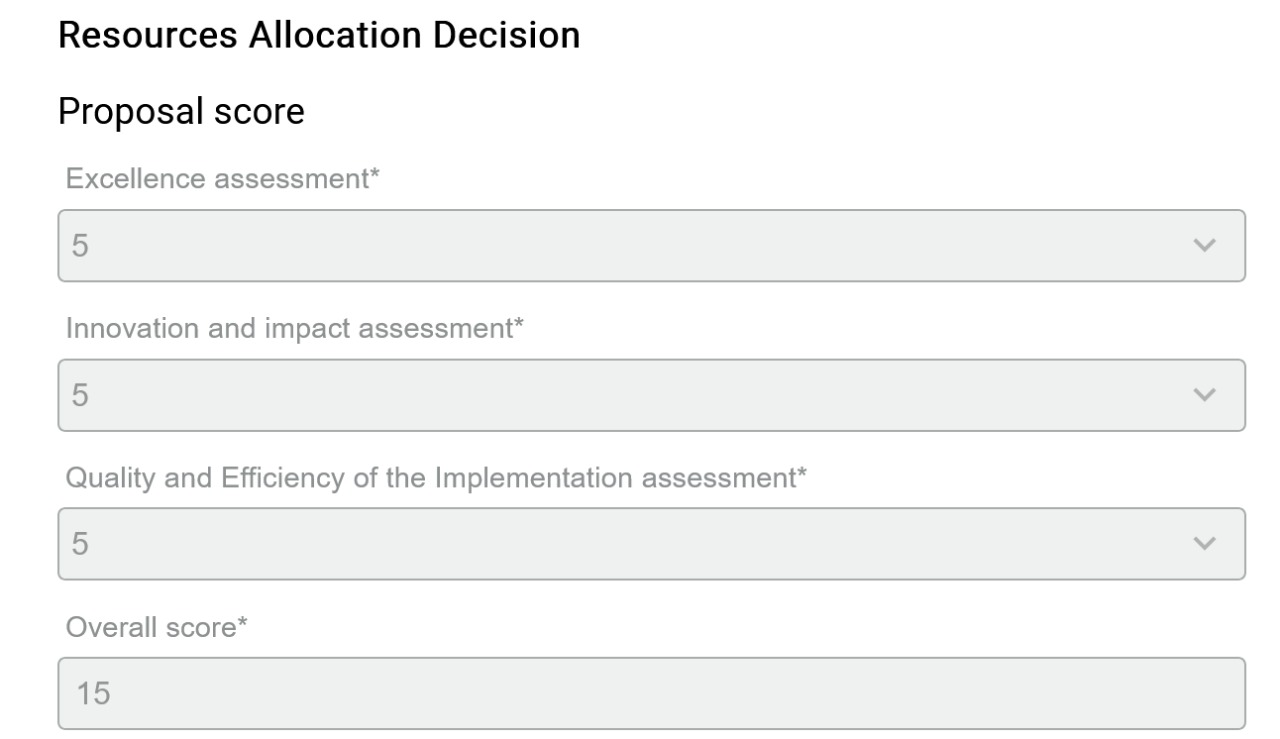 Resources Allocation Decision
Proposal score
Excellence assessment*
5
Innovation and impact assessment*
5
Quality and Efficiency of the Implementation assessment*
5
Overall score*
15